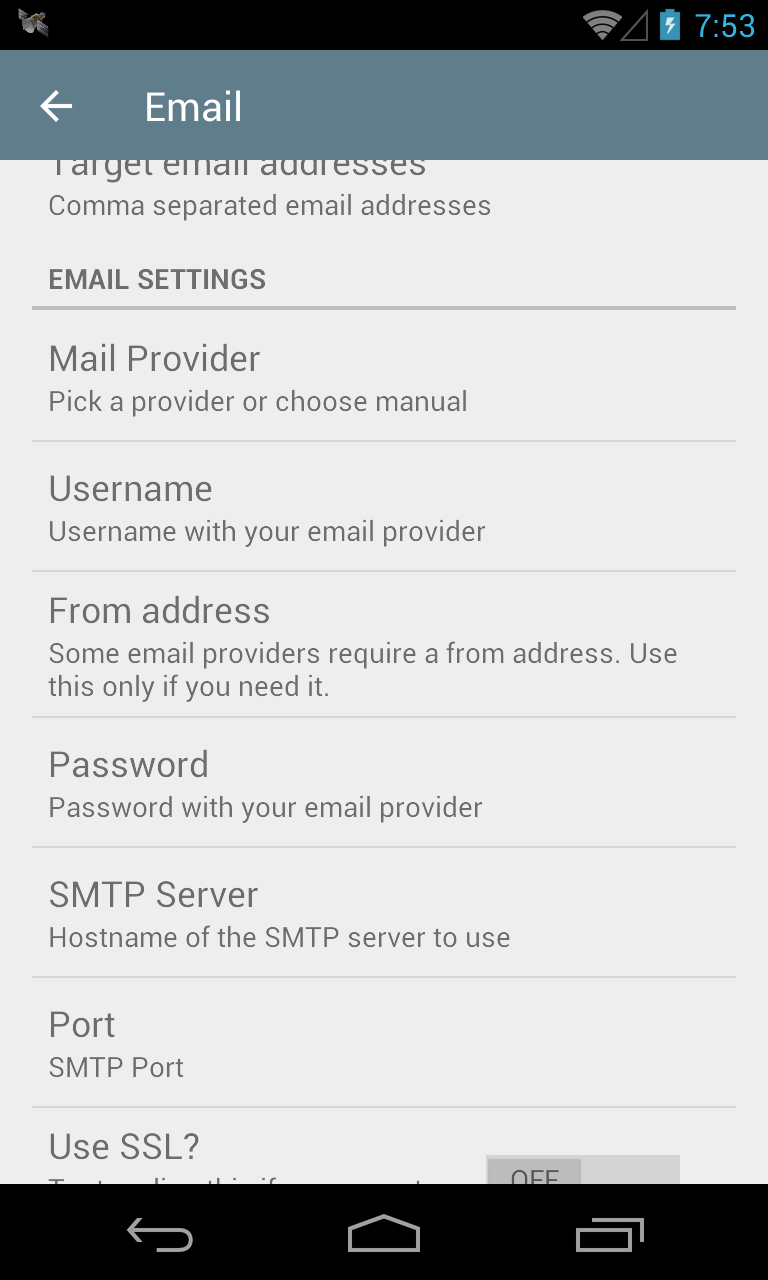 7:53
Email
Target email addresses
Comma separated email addresses
EMAIL SETTINGS
Mail Provider
Pick a provider or choose manual
Username
Username with your email provider
From address
Some email providers require a from address. Use
this only if you need it.
Password
Password with your email provider
SMTP Server
Hostname of the SMTP server to use
Port
SMTP Port
Use SSL?
OFF